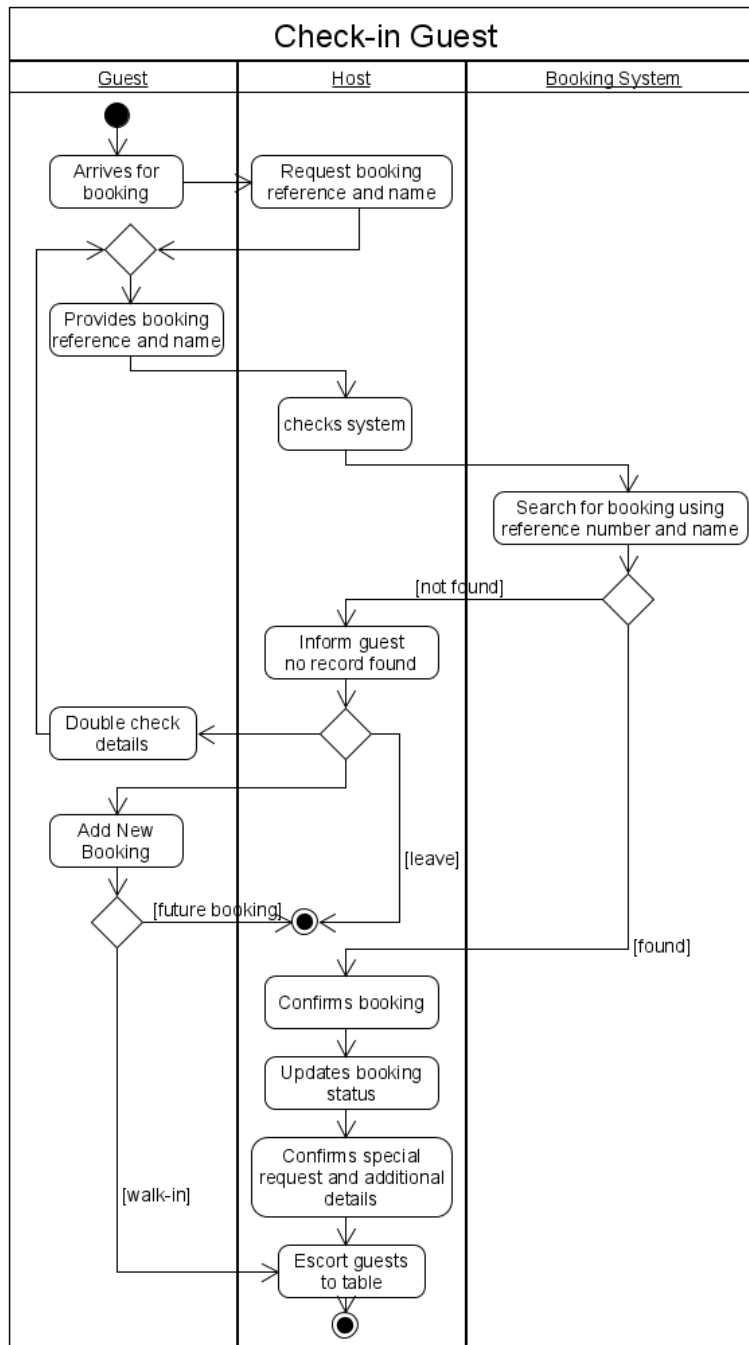 Check-in Guest
Guest
Host
Booking System
Arrives for
booking
Request booking
reference and name
Provides booking
reference and name
checks system
Search for booking using
reference number and name
[not found]
Inform guest
no record found
Double check
details
Add New
Booking
[leave]
[future booking]
[found]
Confirms booking
Updates booking
status
Confirms special
request and additional
details
[walk-in]
Escort guests
to table